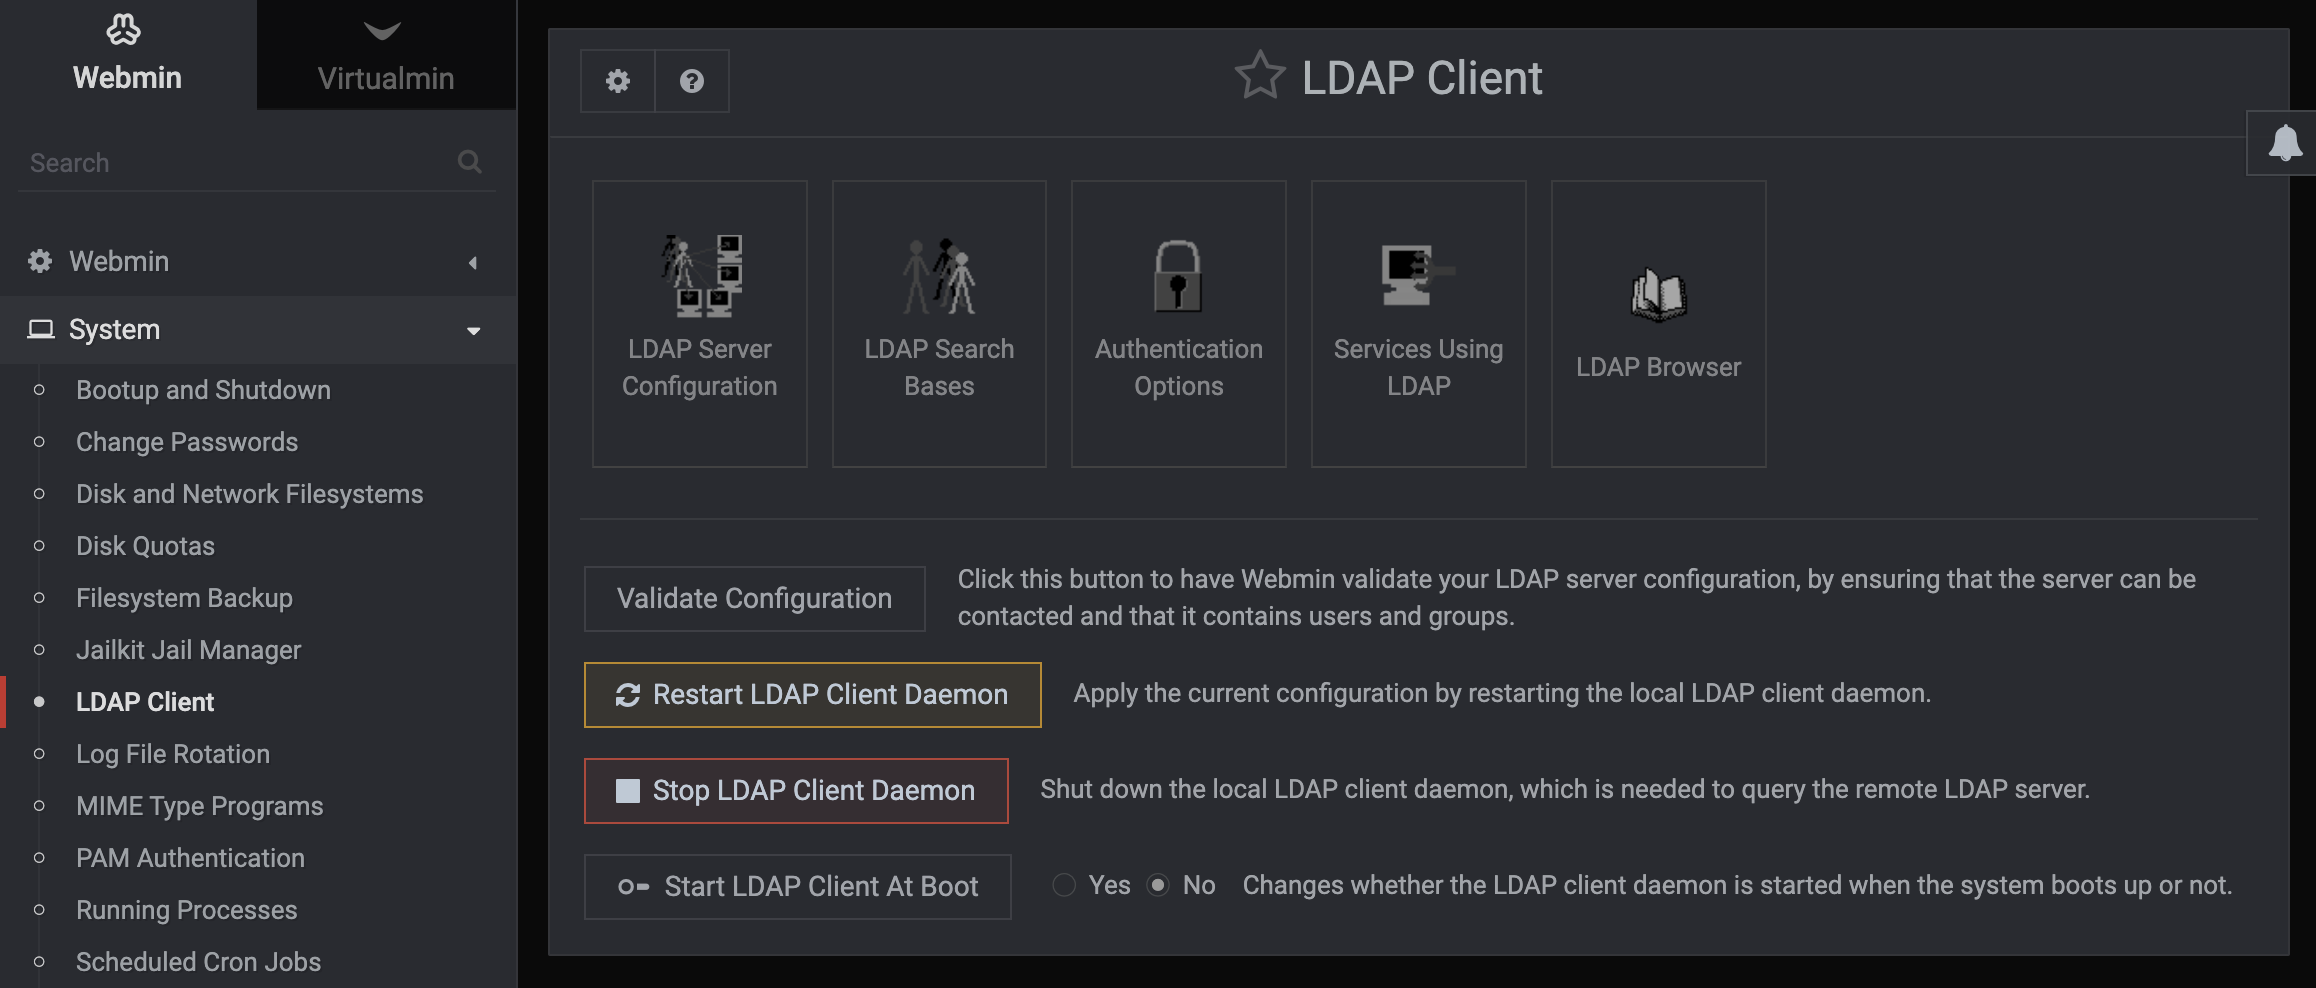 Webmin
Virtualmin
Search
Webmin
System
Bootup and Shutdown
Change Passwords
Disk and Network Filesystems
Disk Quotas
Filesystem Backup
Jailkit Jail Manager
LDAP Client
Log File Rotation
MIME Type Programs
PAM Authentication
Running Processes
Scheduled Cron Jobs
LDAP Client
LDAP Server
Configuration
LDAP Search
Bases
Authentication
Options
Services Using
LDAP
LDAP Browser
Validate Configuration
Click this button to have Webmin validate your LDAP server configuration, by ensuring that the server can be
contacted and that it contains users and groups.
Restart LDAP Client Daemon
Apply the current configuration by restarting the local LDAP client daemon.
Stop LDAP Client Daemon
Shut down the local LDAP client daemon, which is needed to query the remote LDAP server.
Start LDAP Client At Boot
Yes No Changes whether the LDAP client daemon is started when the system boots up or not.